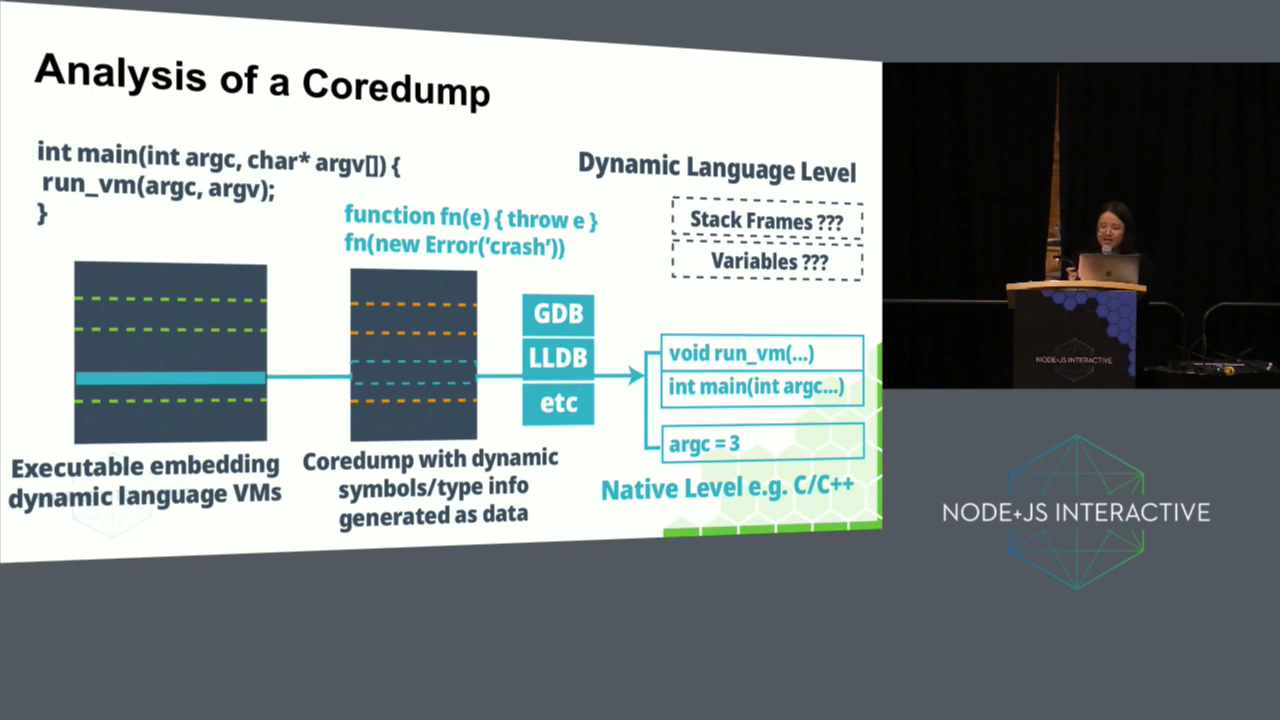 Analysis of a Coredump
int main(int argc, char* argv[]) {
run_vm(argc, argv);
}
function fn(e) { throw e }
fn(new Error('crash'))
Dynamic Language Level
Stack Frames ???
Variables ???
GDB
LLDB
etc
void run_vm(...)
int main(int argc...)
argc = 3
Native Level e.g. C/C++
Executable embedding
dynamic language VMs
Coredump with dynamic
symbols/type info
generated as data
NODE+JS INTERACTIVE
NODE+JS INTERACTIVE